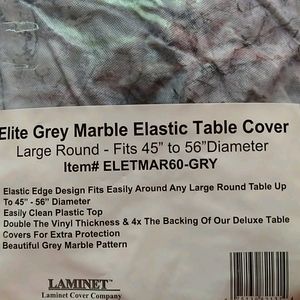 Elite Grey Marble Elastic Table Cover
Large Round - Fits 45" to 56"Diameter
Item# ELETMAR60-GRY
Elastic Edge Design Fits Easily Around Any Large Round Table Up
To 45" - 56" Diameter
Easily Clean Plastic Top
Double The Vinyl Thickness & 4x The Backing Of Our Deluxe Table
Covers For Extra Protection
Beautiful Grey Marble Pattern
LAMINET™
Laminet Cover Company